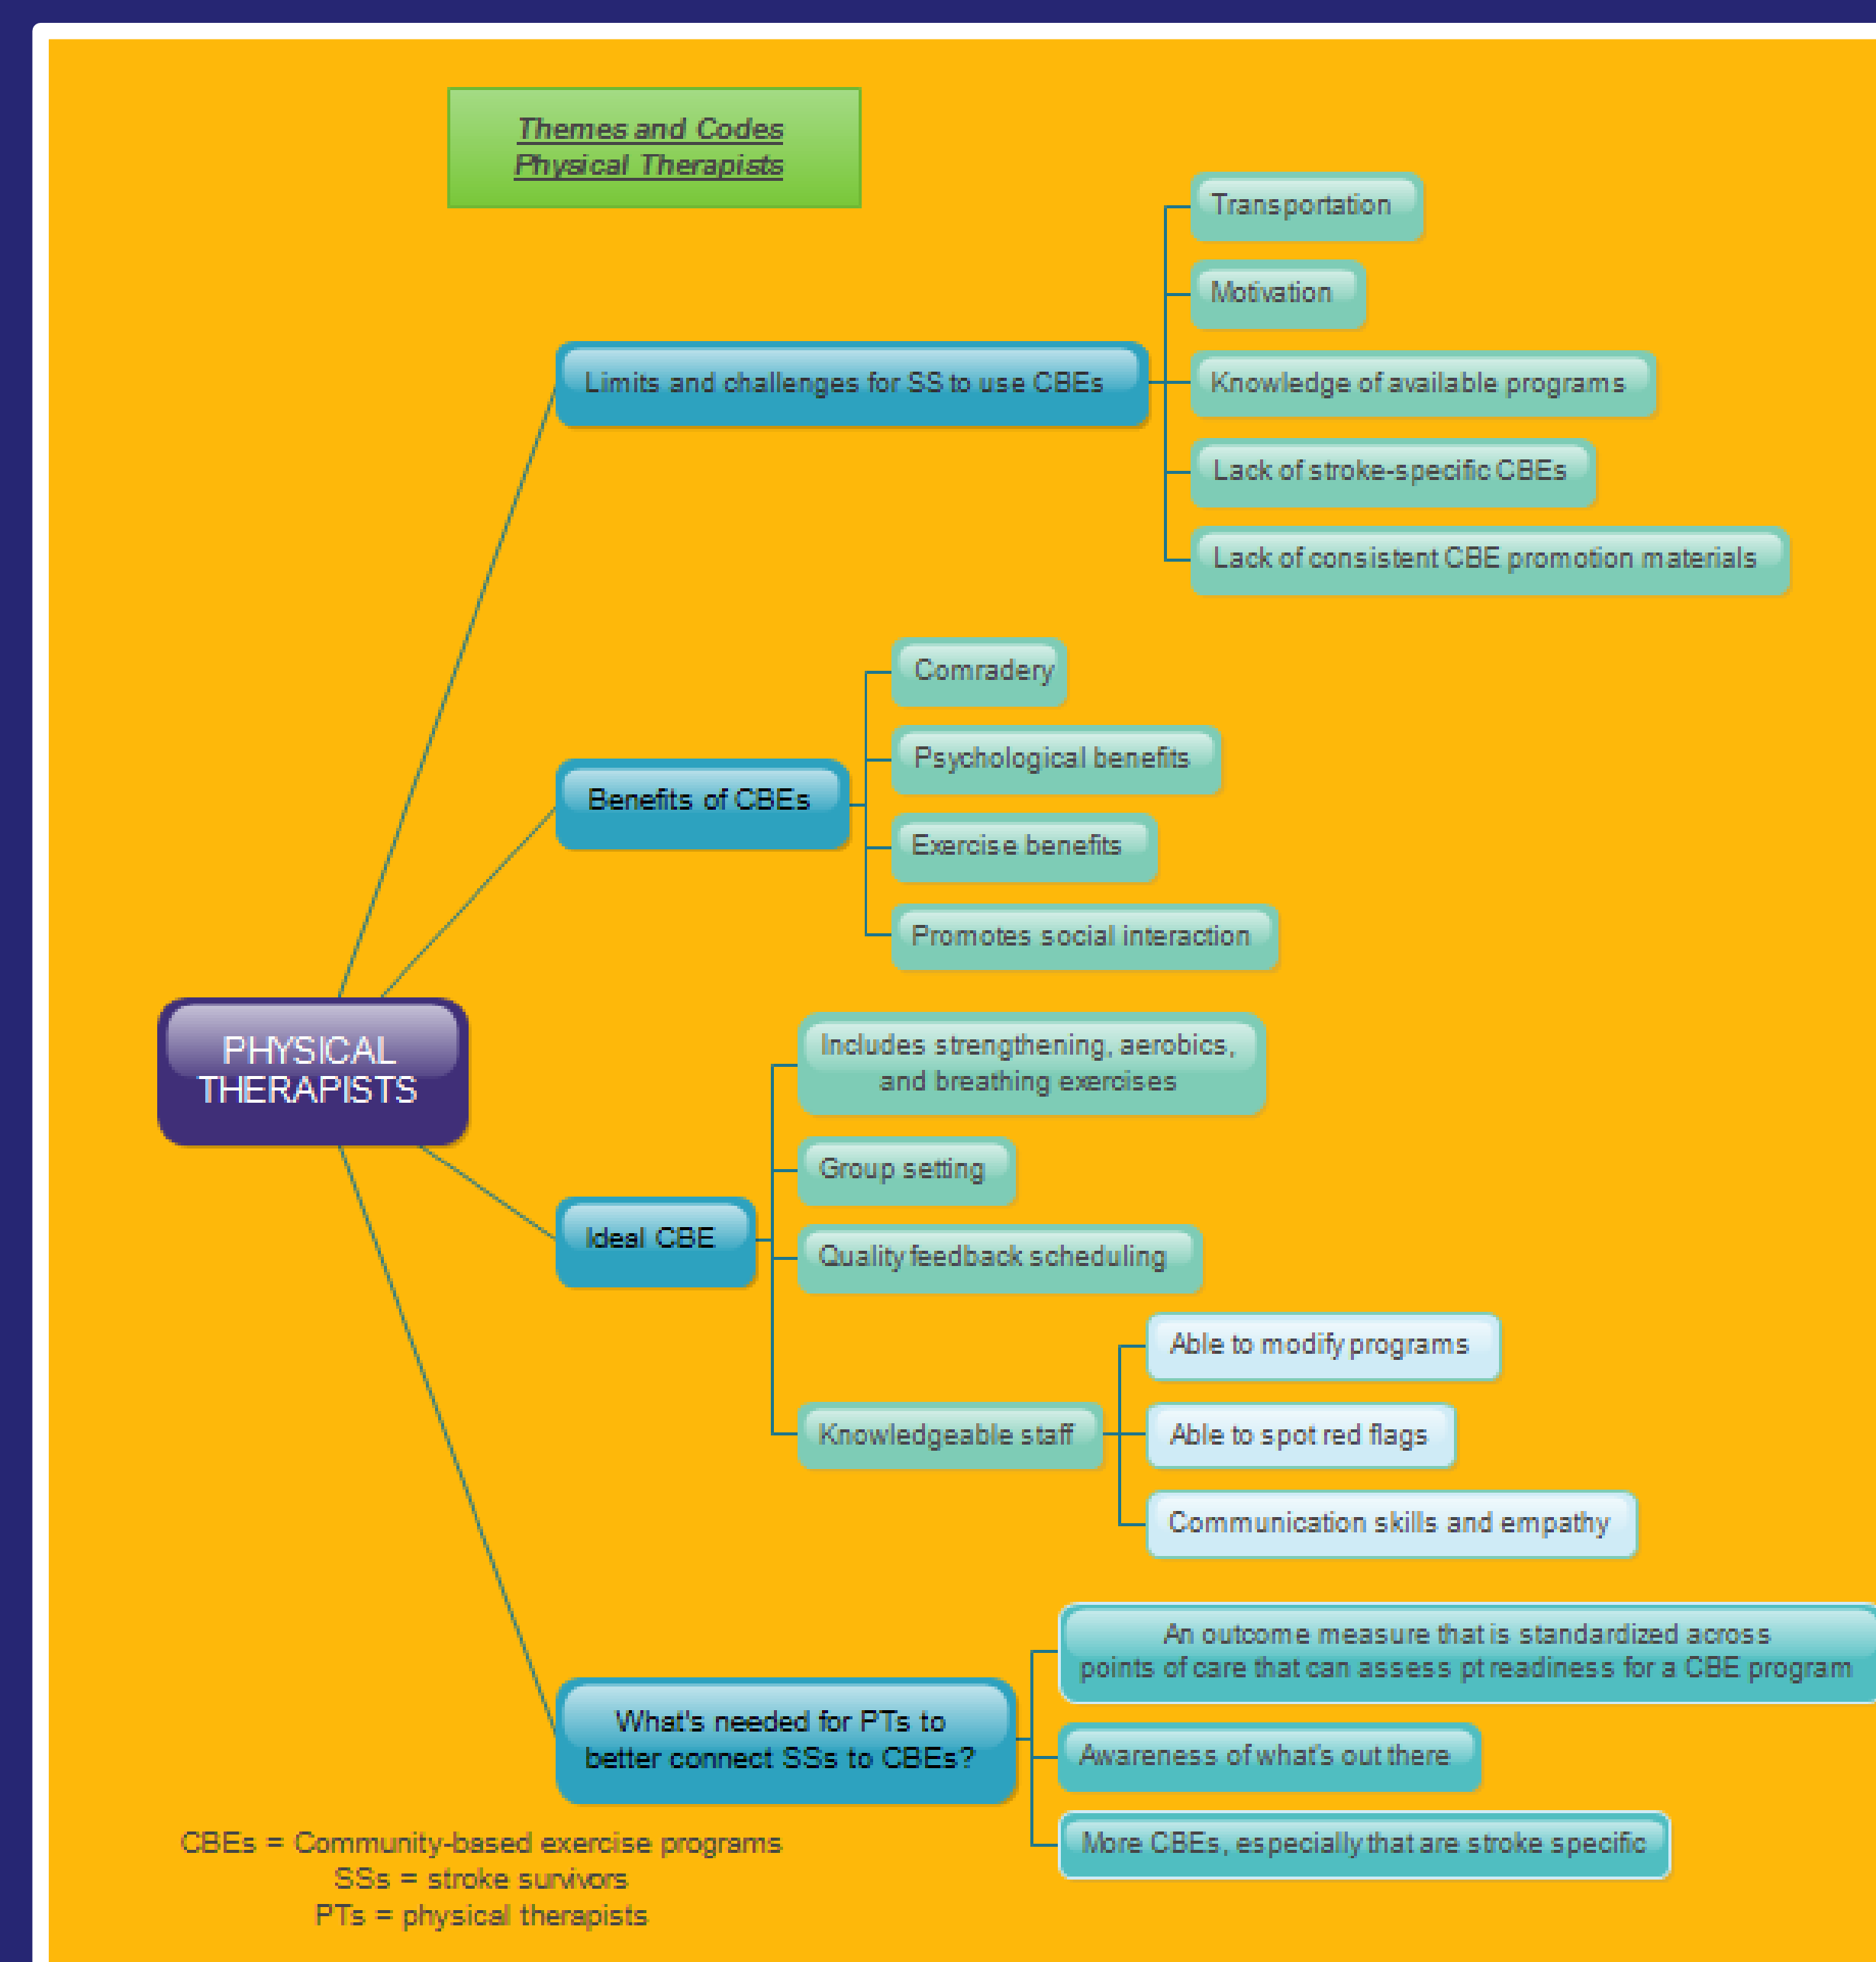 Themes and Codes
Physical Therapists
Transportation
Motivation
Limits and challenges for SS to use CBEs
Knowledge of available programs
Lack of stroke-specific CBEs
Lack of consistent CBE promotion materials
Comradery
Psychological benefits
Benefits of CBEs
Exercise benefits
Promotes social interaction
PHYSICAL
THERAPISTS
Includes strengthening, aerobics,
and breathing exercises
Group setting
Ideal CBE
Quality feedback scheduling
Knowledgeable staff
Able to modify programs
Able to spot red flags
Communication skills and empathy
What's needed for PTs to
better connect SSs to CBEs?
An outcome measure that is standardized across
points of care that can assess pt readiness for a CBE program
Awareness of what's out there
More CBEs, especially that are stroke specific
CBEs = Community-based exercise programs
SSs = stroke survivors
PTs = physical therapists